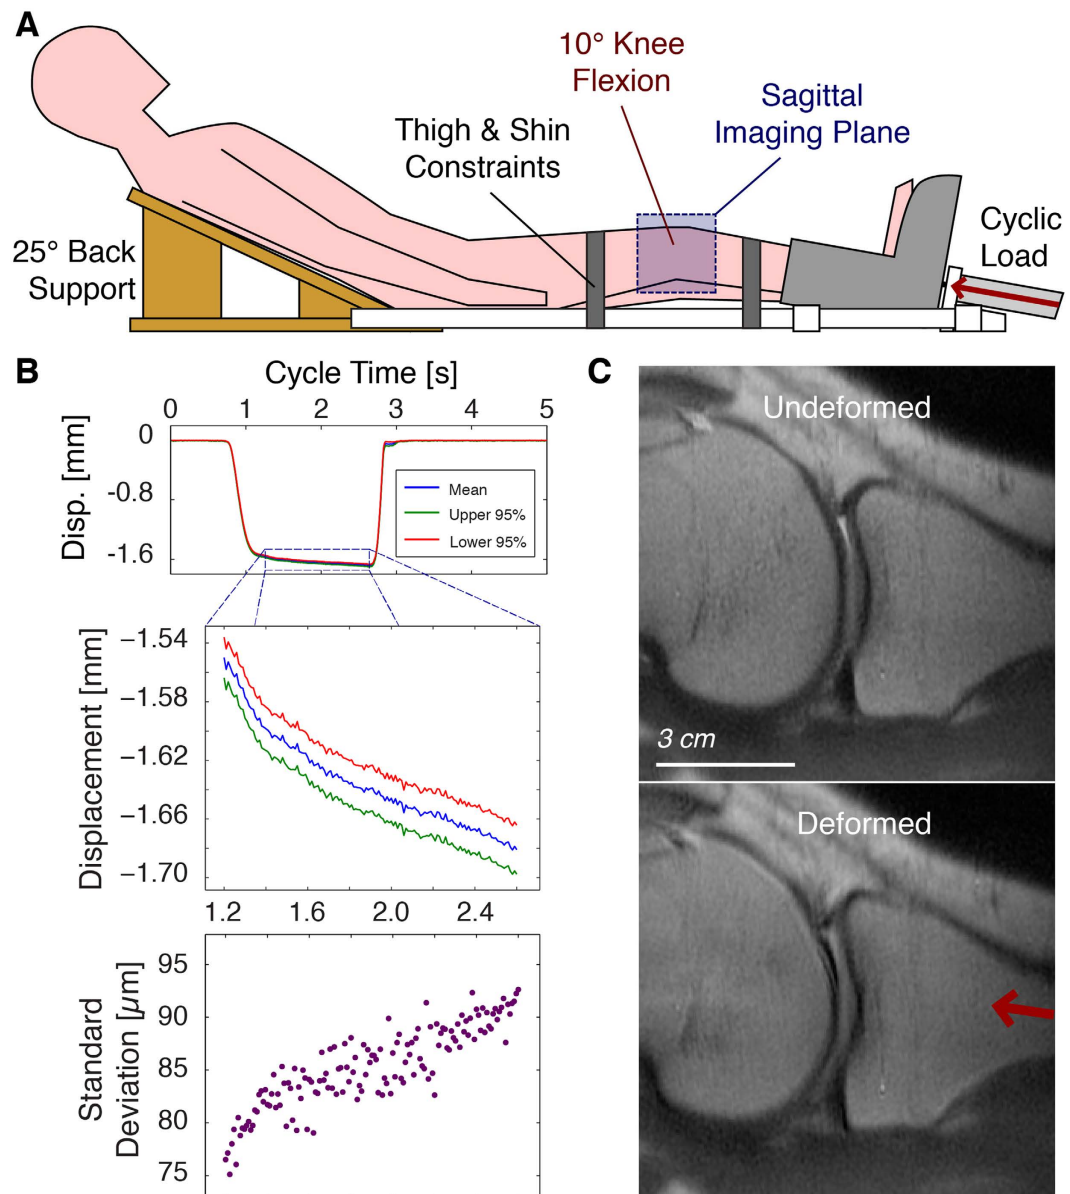 A
10° Knee
Flexion
Sagittal
Imaging Plane
Thigh & Shin
Constraints
Cyclic
Load
25° Back
Support
B
Cycle Time [s]
0 1 2 3 4 5
Disp. [mm]
0
-0.8
-1.6
Mean
Upper 95%
Lower 95%
Displacement [mm]
−1.54
−1.58
−1.62
−1.66
−1.70
1.2 1.6 2.0 2.4
Standard
Deviation [µm]
95
90
85
80
75
C
Undeformed
3 cm
Deformed